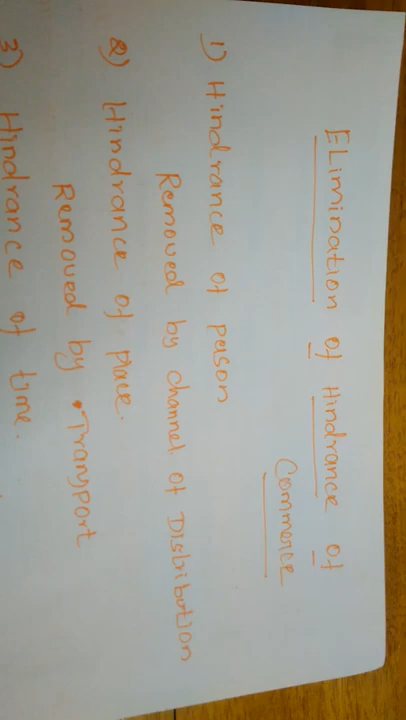 ELimination of Hindrance of
Commerce
1) Hindrance of peison
Removed by channel of Distribution
2) Hindrance of place.
Removed by Transport
3) Hindrance of time.